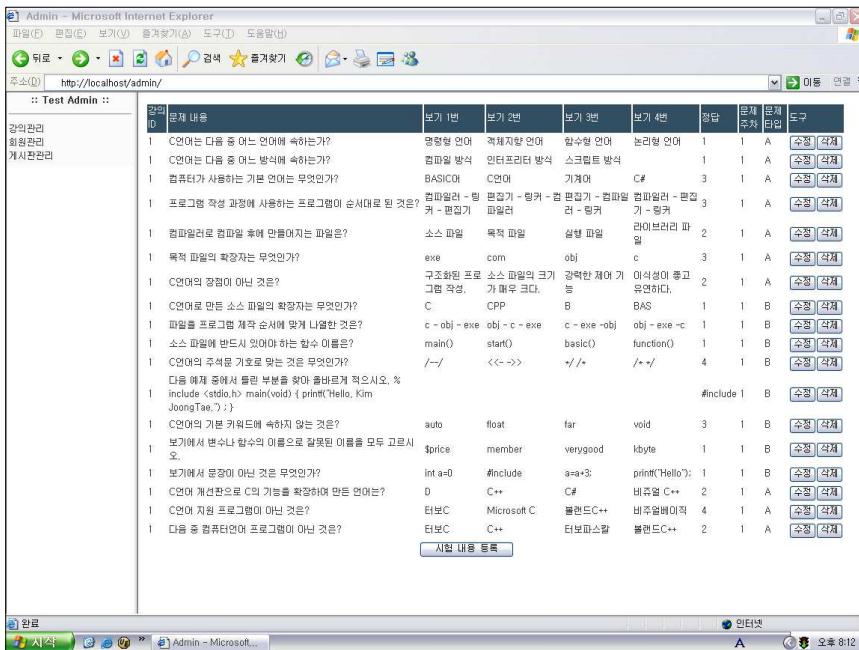 Admin - Microsoft Internet Explorer
파일(F) 편집(E) 보기(V) 즐겨찾기(A) 도구(T) 도움말(H)
뒤로 검색 즐겨찾기
주소(D) http://localhost/admin/ 이동 연결
:: Test Admin ::
강의관리
회원관리
게시판관리
강의 ID 문제 내용 보기 1번 보기 2번 보기 3번 보기 4번 정답 문제 주차 문제 타입 도구
1 C언어는 다음 중 어느 언어에 속하는가? 명령형 언어 객체지향 언어 함수형 언어 논리형 언어 1 1 A 수정 삭제
1 C언어는 다음 중 어느 방식에 속하는가? 컴파일 방식 인터프리터 방식 스크립트 방식 1 1 A 수정 삭제
1 컴퓨터가 사용하는 기본 언어는 무엇인가? BASIC어 C언어 기계어 C# 3 1 A 수정 삭제
1 프로그램 작성 과정에 사용하는 프로그램이 순서대로 된 것은? 컴파일러 - 링커 - 편집기 편집기 - 링커 - 컴파일러 편집기 - 컴파일러 - 링커 컴파일러 - 편집기 - 링커 3 1 A 수정 삭제
1 컴파일러로 컴파일 후에 만들어지는 파일은? 소스 파일 목적 파일 실행 파일 라이브러리 파일 2 1 A 수정 삭제
1 목적 파일의 확장자는 무엇인가? exe com obj c 3 1 A 수정 삭제
1 C언어의 장점이 아닌 것은? 구조화된 프로그램 작성. 소스 파일의 크기가 매우 크다. 강력한 제어 기능 이식성이 좋고 유연하다. 2 1 A 수정 삭제
1 C언어로 만든 소스 파일의 확장자는 무엇인가? C CPP B BAS 1 1 B 수정 삭제
1 파일을 프로그램 제작 순서에 맞게 나열한 것은? c - obj - exe obj - c - exe c - exe -obj obj - exe -c 1 1 B 수정 삭제
1 소스 파일에 반드시 있어야 하는 함수 이름은? main() start() basic() function() 1 1 B 수정 삭제
1 C언어의 주석문 기호로 맞는 것은 무엇인가? /--/ <<-->> */ /* /* */ 4 1 B 수정 삭제
1 다음 예제 중에서 틀린 부분을 찾아 올바르게 적으시오. %
include <stdio.h> main(void) { printf("Hello, Kim
JoongTae.") ; } #include 1 B 수정 삭제
1 C언어의 기본 키워드에 속하지 않는 것은? auto float far void 3 1 B 수정 삭제
1 보기에서 변수나 함수의 이름으로 잘못된 이름을 모두 고르시오. $price member verygood kbyte 1 1 B 수정 삭제
1 보기에서 문장이 아닌 것은 무엇인가? int a=0 #include a=a+3; printf("Hello"); 1 1 B 수정 삭제
1 C언어 개선판으로 C의 기능을 확장하여 만든 언어는? D C++ C# 비쥬얼 C++ 2 1 A 수정 삭제
1 C언어 지원 프로그램이 아닌 것은? 터보C Microsoft C 볼랜드C++ 비주얼베이직 4 1 A 수정 삭제
1 다음 중 컴퓨터언어 프로그램이 아닌 것은? 터보C C++ 터보파스칼 볼랜드C++ 2 1 A 수정 삭제
시험 내용 등록
완료 인터넷
시작 Admin - Microsoft... A 오후 8:12